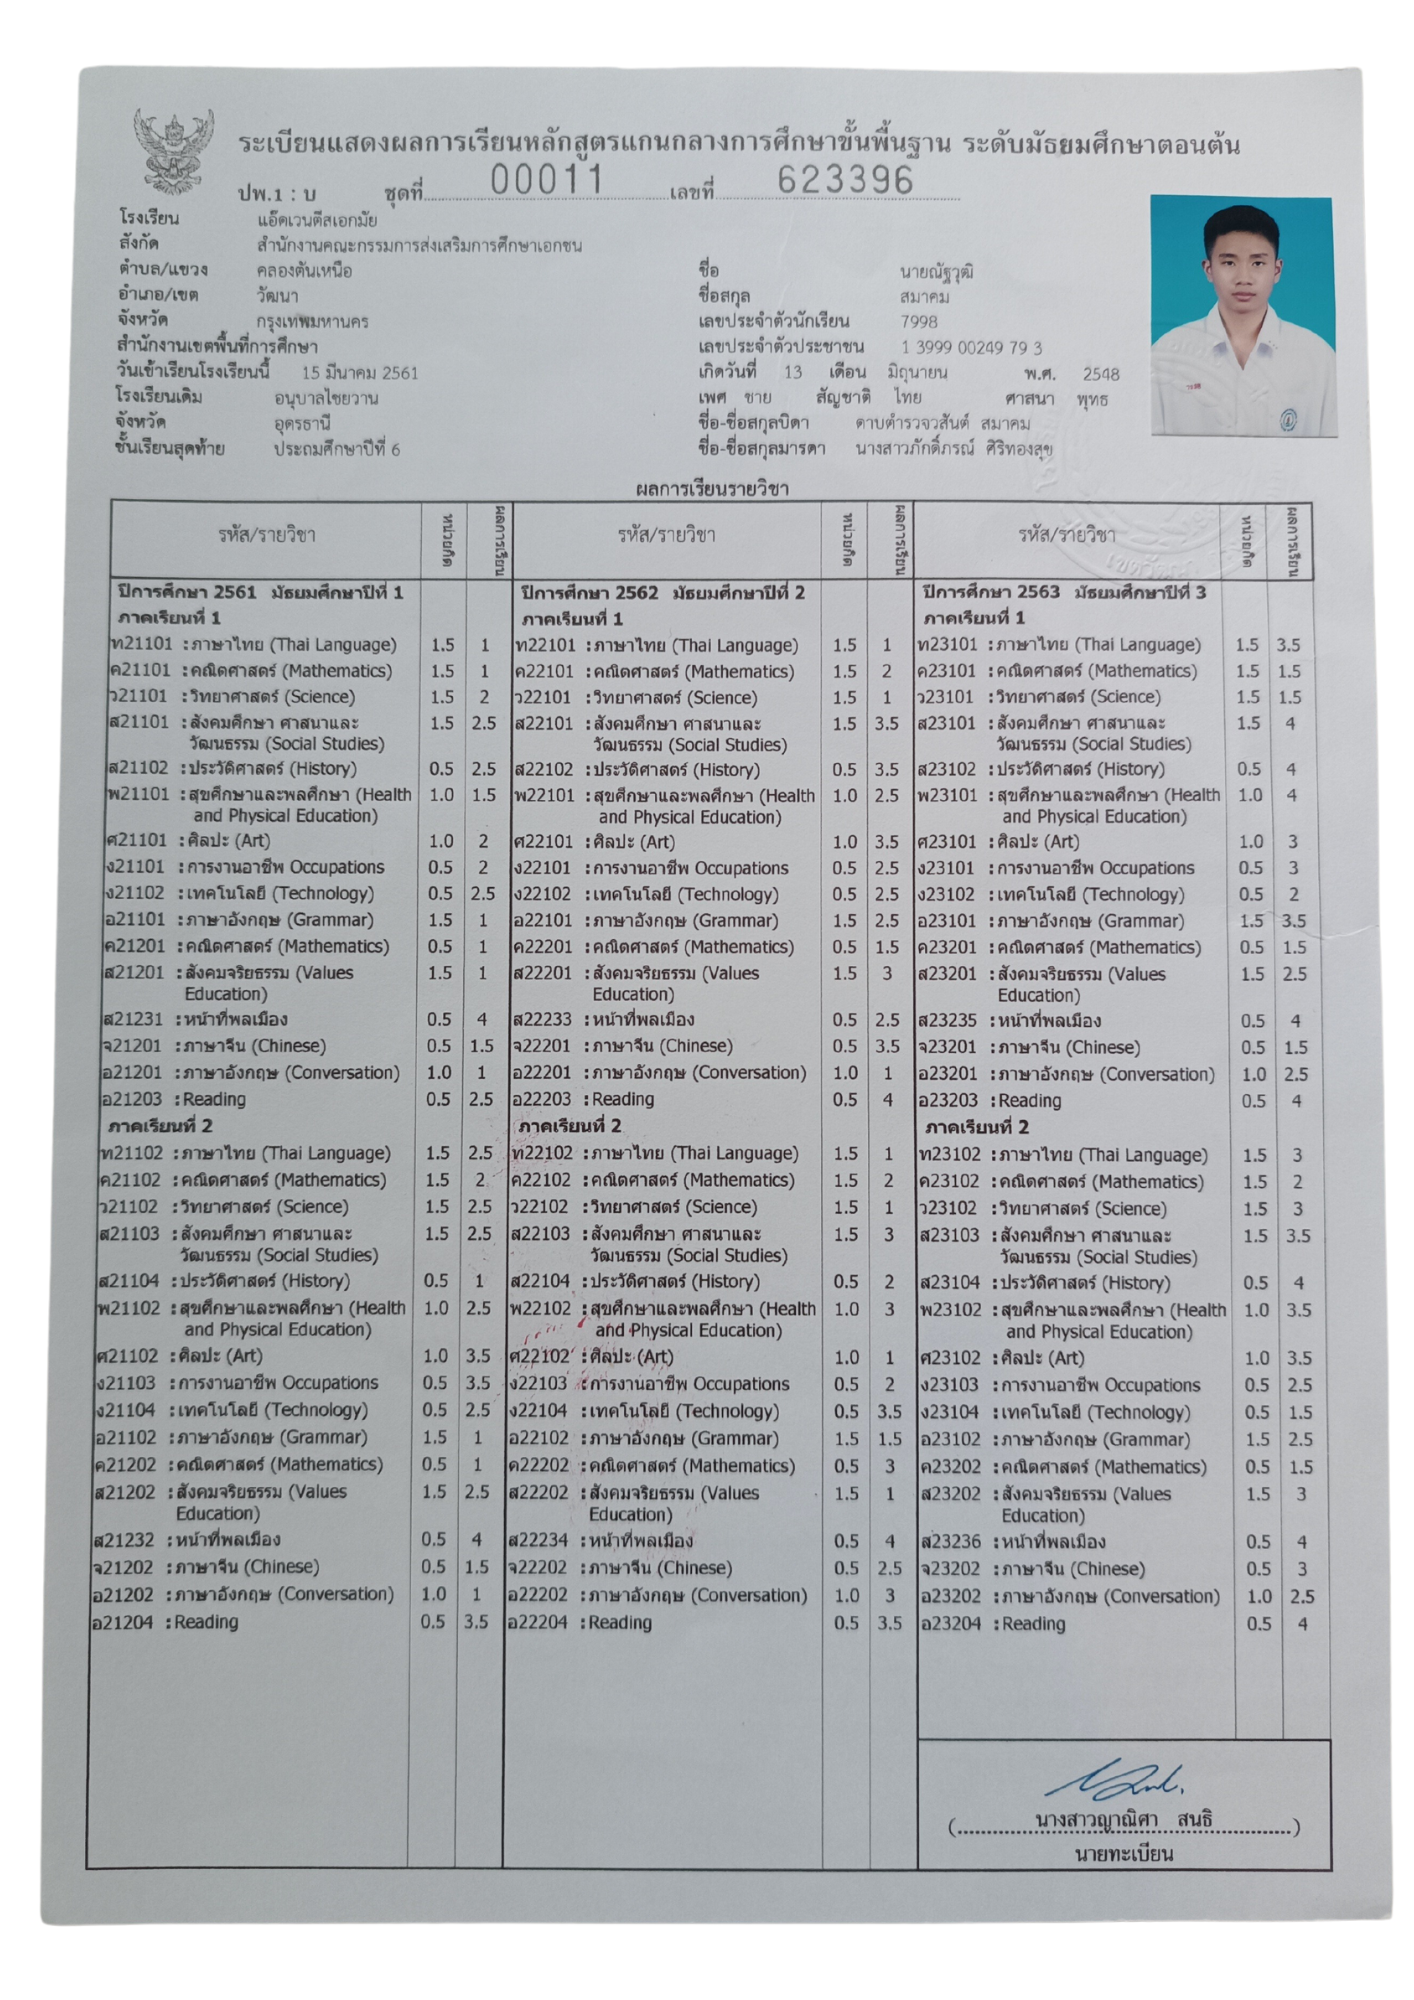 ระเบียนแสดงผลการเรียนหลักสูตรแกนกลางการศึกษาขั้นพื้นฐาน ระดับมัธยมศึกษาตอนต้น
ปพ.1 : บ ชุดที่ 00011 เลขที่ 623396
โรงเรียน แอ๊ดเวนตีสเอกมัย
สังกัด สำนักงานคณะกรรมการส่งเสริมการศึกษาเอกชน
ตำบล/แขวง คลองตันเหนือ
อำเภอ/เขต วัฒนา
จังหวัด กรุงเทพมหานคร
สำนักงานเขตพื้นที่การศึกษา
วันเข้าเรียนโรงเรียนนี้ 15 มีนาคม 2561
โรงเรียนเดิม อนุบาลไชยวาน
จังหวัด อุดรธานี
ชั้นเรียนสุดท้าย ประถมศึกษาปีที่ 6
ชื่อ นายณัฐวุฒิ
ชื่อสกุล สมาคม
เลขประจำตัวนักเรียน 7998
เลขประจำตัวประชาชน 1 3999 00249 79 3
เกิดวันที่ 13 เดือน มิถุนายน พ.ศ. 2548
เพศ ชาย สัญชาติ ไทย ศาสนา พุทธ
ชื่อ-ชื่อสกุลบิดา ดาบตำรวจวสันต์ สมาคม
ชื่อ-ชื่อสกุลมารดา นางสาวภักดิ์ภรณ์ ศิริทองสุข
ผลการเรียนรายวิชา
รหัส/รายวิชา หน่วยกิต ผลการเรียน
ปีการศึกษา 2561 มัธยมศึกษาปีที่ 1
ภาคเรียนที่ 1
ท21101 :ภาษาไทย (Thai Language) 1.5 1
ค21101 :คณิตศาสตร์ (Mathematics) 1.5 1
ว21101 :วิทยาศาสตร์ (Science) 1.5 2
ส21101 :สังคมศึกษา ศาสนาและ 1.5 2.5
วัฒนธรรม (Social Studies)
ส21102 :ประวัติศาสตร์ (History) 0.5 2.5
พ21101 :สุขศึกษาและพลศึกษา (Health 1.0 1.5
and Physical Education)
ศ21101 :ศิลปะ (Art) 1.0 2
ง21101 :การงานอาชีพ Occupations 0.5 2
ง21102 :เทคโนโลยี (Technology) 0.5 2.5
อ21101 :ภาษาอังกฤษ (Grammar) 1.5 1
ค21201 :คณิตศาสตร์ (Mathematics) 0.5 1
ส21201 :สังคมจริยธรรม (Values 1.5 1
Education)
ส21231 :หน้าที่พลเมือง 0.5 4
จ21201 :ภาษาจีน (Chinese) 0.5 1.5
อ21201 :ภาษาอังกฤษ (Conversation) 1.0 1
อ21203 :Reading 0.5 2.5
ภาคเรียนที่ 2
ท21102 :ภาษาไทย (Thai Language) 1.5 2.5
ค21102 :คณิตศาสตร์ (Mathematics) 1.5 2
ว21102 :วิทยาศาสตร์ (Science) 1.5 2.5
ส21103 :สังคมศึกษา ศาสนาและ 1.5 2.5
วัฒนธรรม (Social Studies)
ส21104 :ประวัติศาสตร์ (History) 0.5 1
พ21102 :สุขศึกษาและพลศึกษา (Health 1.0 2.5
and Physical Education)
ศ21102 :ศิลปะ (Art) 1.0 3.5
ง21103 :การงานอาชีพ Occupations 0.5 3.5
ง21104 :เทคโนโลยี (Technology) 0.5 2.5
อ21102 :ภาษาอังกฤษ (Grammar) 1.5 1
ค21202 :คณิตศาสตร์ (Mathematics) 0.5 1
ส21202 :สังคมจริยธรรม (Values 1.5 2.5
Education)
ส21232 :หน้าที่พลเมือง 0.5 4
จ21202 :ภาษาจีน (Chinese) 0.5 1.5
อ21202 :ภาษาอังกฤษ (Conversation) 1.0 1
อ21204 :Reading 0.5 3.5
รหัส/รายวิชา หน่วยกิต ผลการเรียน
ปีการศึกษา 2562 มัธยมศึกษาปีที่ 2
ภาคเรียนที่ 1
ท22101 :ภาษาไทย (Thai Language) 1.5 1
ค22101 :คณิตศาสตร์ (Mathematics) 1.5 2
ว22101 :วิทยาศาสตร์ (Science) 1.5 1
ส22101 :สังคมศึกษา ศาสนาและ 1.5 3.5
วัฒนธรรม (Social Studies)
ส22102 :ประวัติศาสตร์ (History) 0.5 3.5
พ22101 :สุขศึกษาและพลศึกษา (Health 1.0 2.5
and Physical Education)
ศ22101 :ศิลปะ (Art) 1.0 3.5
ง22101 :การงานอาชีพ Occupations 0.5 2.5
ง22102 :เทคโนโลยี (Technology) 0.5 2.5
อ22101 :ภาษาอังกฤษ (Grammar) 1.5 2.5
ค22201 :คณิตศาสตร์ (Mathematics) 0.5 1.5
ส22201 :สังคมจริยธรรม (Values 1.5 3
Education)
ส22233 :หน้าที่พลเมือง 0.5 2.5
จ22201 :ภาษาจีน (Chinese) 0.5 3.5
อ22201 :ภาษาอังกฤษ (Conversation) 1.0 1
อ22203 :Reading 0.5 4
ภาคเรียนที่ 2
ท22102 :ภาษาไทย (Thai Language) 1.5 1
ค22102 :คณิตศาสตร์ (Mathematics) 1.5 2
ว22102 :วิทยาศาสตร์ (Science) 1.5 1
ส22103 :สังคมศึกษา ศาสนาและ 1.5 3
วัฒนธรรม (Social Studies)
ส22104 :ประวัติศาสตร์ (History) 0.5 2
พ22102 :สุขศึกษาและพลศึกษา (Health 1.0 3
and Physical Education)
ศ22102 :ศิลปะ (Art) 1.0 1
ง22103 :การงานอาชีพ Occupations 0.5 2
ง22104 :เทคโนโลยี (Technology) 0.5 3.5
อ22102 :ภาษาอังกฤษ (Grammar) 1.5 1.5
ค22202 :คณิตศาสตร์ (Mathematics) 0.5 3
ส22202 :สังคมจริยธรรม (Values 1.5 1
Education)
ส22234 :หน้าที่พลเมือง 0.5 4
จ22202 :ภาษาจีน (Chinese) 0.5 2.5
อ22202 :ภาษาอังกฤษ (Conversation) 1.0 3
อ22204 :Reading 0.5 3.5
รหัส/รายวิชา หน่วยกิต ผลการเรียน
ปีการศึกษา 2563 มัธยมศึกษาปีที่ 3
ภาคเรียนที่ 1
ท23101 :ภาษาไทย (Thai Language) 1.5 3.5
ค23101 :คณิตศาสตร์ (Mathematics) 1.5 1.5
ว23101 :วิทยาศาสตร์ (Science) 1.5 1.5
ส23101 :สังคมศึกษา ศาสนาและ 1.5 4
วัฒนธรรม (Social Studies)
ส23102 :ประวัติศาสตร์ (History) 0.5 4
พ23101 :สุขศึกษาและพลศึกษา (Health 1.0 4
and Physical Education)
ศ23101 :ศิลปะ (Art) 1.0 3
ง23101 :การงานอาชีพ Occupations 0.5 3
ง23102 :เทคโนโลยี (Technology) 0.5 2
อ23101 :ภาษาอังกฤษ (Grammar) 1.5 3.5
ค23201 :คณิตศาสตร์ (Mathematics) 0.5 1.5
ส23201 :สังคมจริยธรรม (Values 1.5 2.5
Education)
ส23235 :หน้าที่พลเมือง 0.5 4
จ23201 :ภาษาจีน (Chinese) 0.5 1.5
อ23201 :ภาษาอังกฤษ (Conversation) 1.0 2.5
อ23203 :Reading 0.5 4
ภาคเรียนที่ 2
ท23102 :ภาษาไทย (Thai Language) 1.5 3
ค23102 :คณิตศาสตร์ (Mathematics) 1.5 2
ว23102 :วิทยาศาสตร์ (Science) 1.5 3
ส23103 :สังคมศึกษา ศาสนาและ 1.5 3.5
วัฒนธรรม (Social Studies)
ส23104 :ประวัติศาสตร์ (History) 0.5 4
พ23102 :สุขศึกษาและพลศึกษา (Health 1.0 3.5
and Physical Education)
ศ23102 :ศิลปะ (Art) 1.0 3.5
ง23103 :การงานอาชีพ Occupations 0.5 2.5
ง23104 :เทคโนโลยี (Technology) 0.5 1.5
อ23102 :ภาษาอังกฤษ (Grammar) 1.5 2.5
ค23202 :คณิตศาสตร์ (Mathematics) 0.5 1.5
ส23202 :สังคมจริยธรรม (Values 1.5 3
Education)
ส23236 :หน้าที่พลเมือง 0.5 4
จ23202 :ภาษาจีน (Chinese) 0.5 3
อ23202 :ภาษาอังกฤษ (Conversation) 1.0 2.5
อ23204 :Reading 0.5 4
(นางสาวญาณิศา สนธิ)
นายทะเบียน